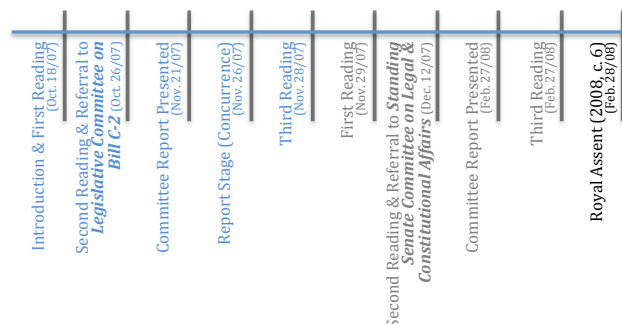 Introduction & First Reading
(Oct. 18/07)
Second Reading & Referral to
Legislative Committee on
Bill C-2 (Oct. 26/07)
Committee Report Presented
(Nov. 21/07)
Report Stage (Concurrence)
(Nov. 26/07)
Third Reading
(Nov. 28/07)
First Reading
(Nov. 29/07)
Second Reading & Referral to Standing
Senate Committee on Legal &
Constitutional Affairs (Dec. 12/07)
Committee Report Presented
(Feb. 27/08)
Third Reading
(Feb. 27/08)
Royal Assent (2008, c.6)
(Feb. 28/08)